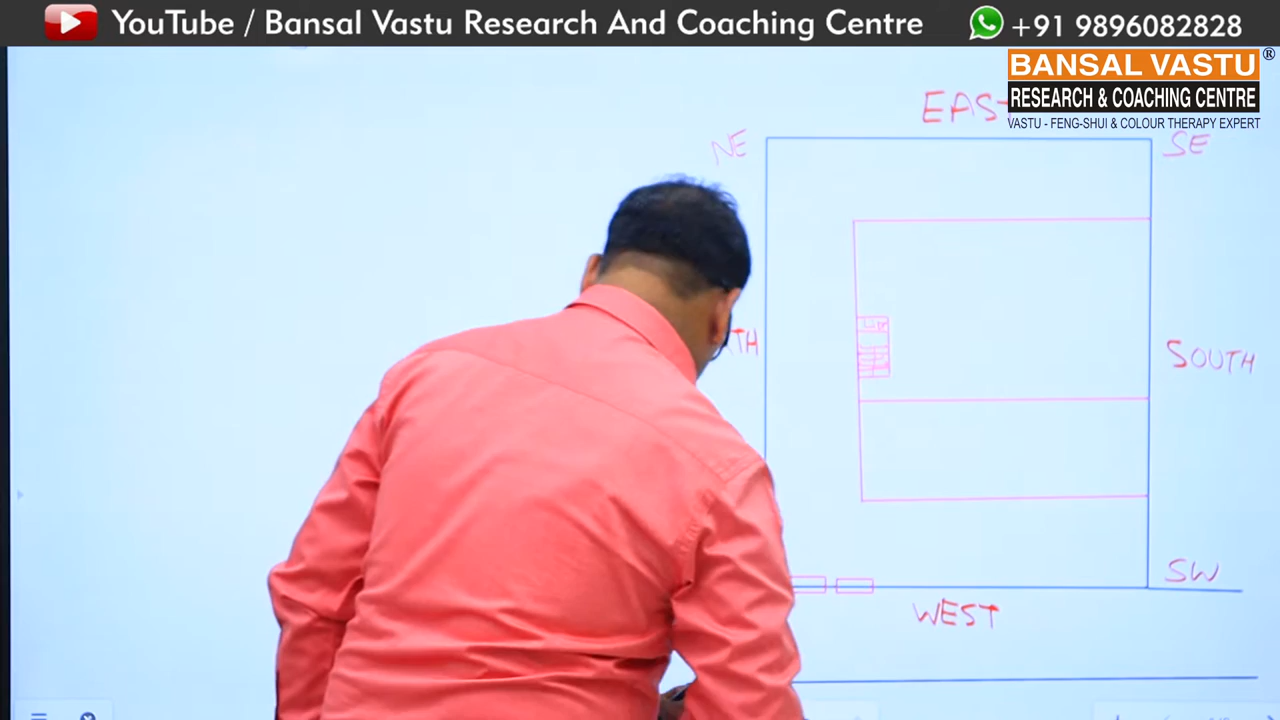 YouTube / Bansal Vastu Research And Coaching Centre
+91 9896082828
BANSAL VASTU®
RESEARCH & COACHING CENTRE
VASTU - FENG-SHUI & COLOUR THERAPY EXPERT
EAST
NE
SE
SOUTH
SW
WEST